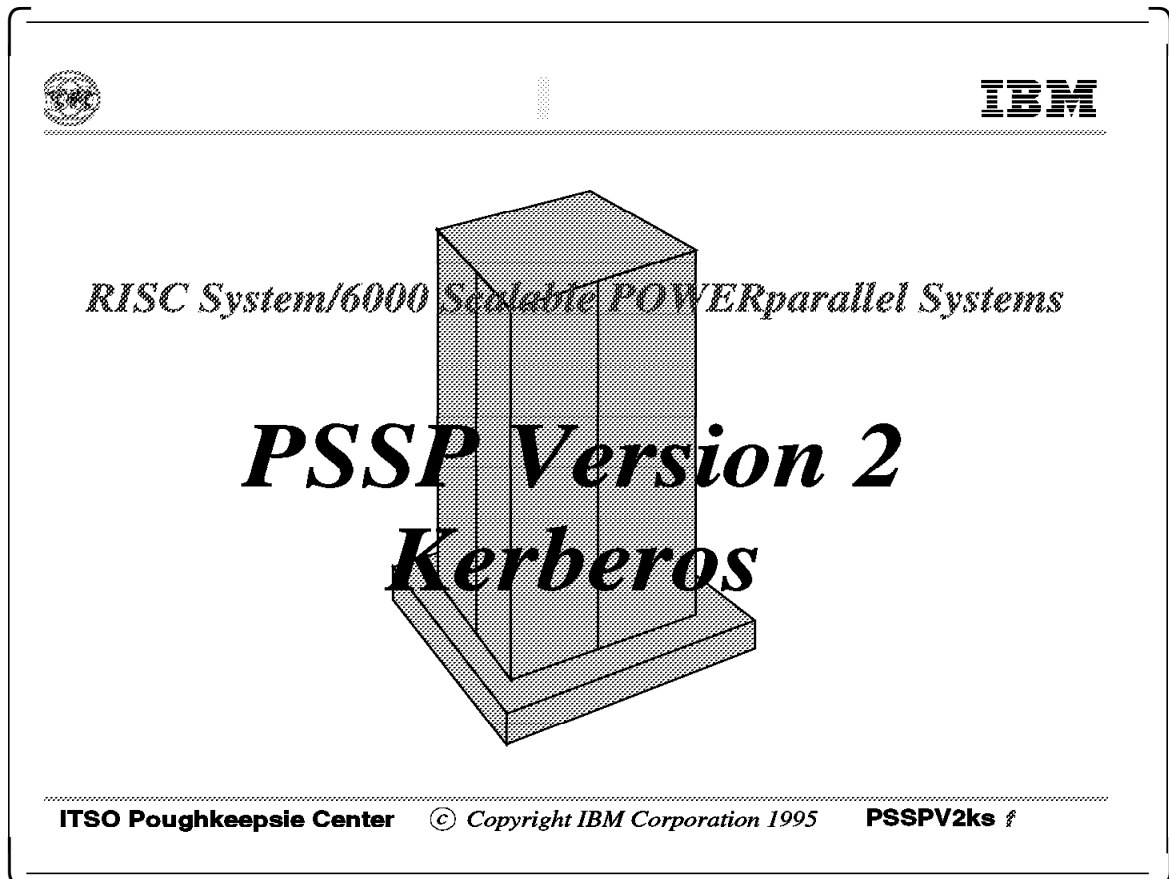 IBM
RISC System/6000 Scalable POWERparallel Systems
PSSP Version 2
Kerberos
ITSO Poughkeepsie Center © Copyright IBM Corporation 1995 PSSPV2ks